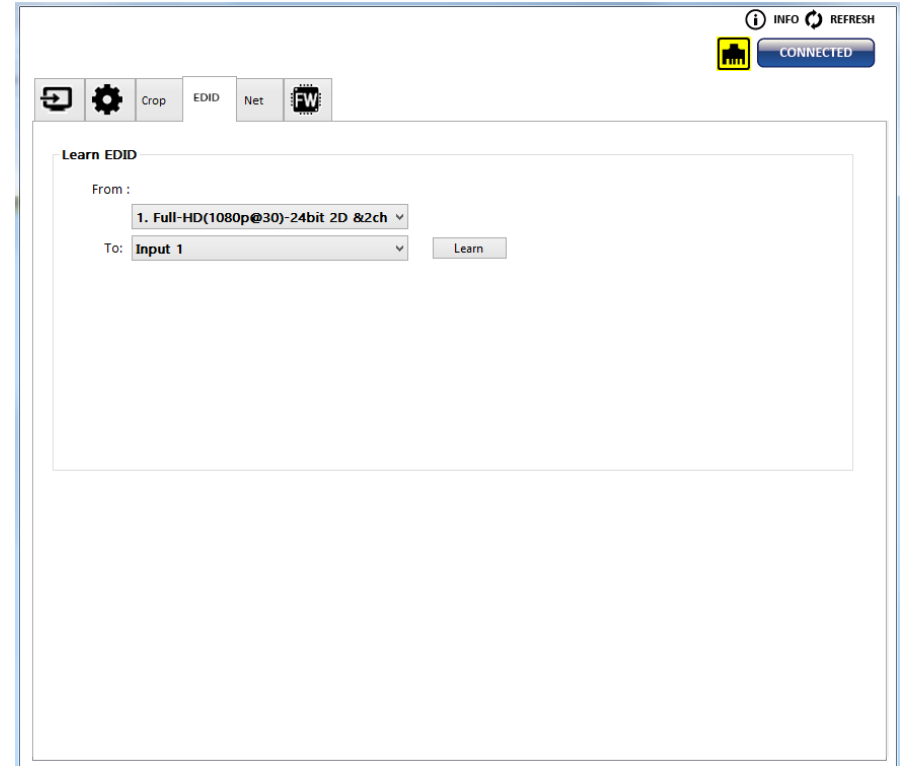 INFO REFRESH
CONNECTED
Crop EDID Net FW
Learn EDID
From :
1. Full-HD(1080p@30)-24bit 2D &2ch
To: Input 1 Learn